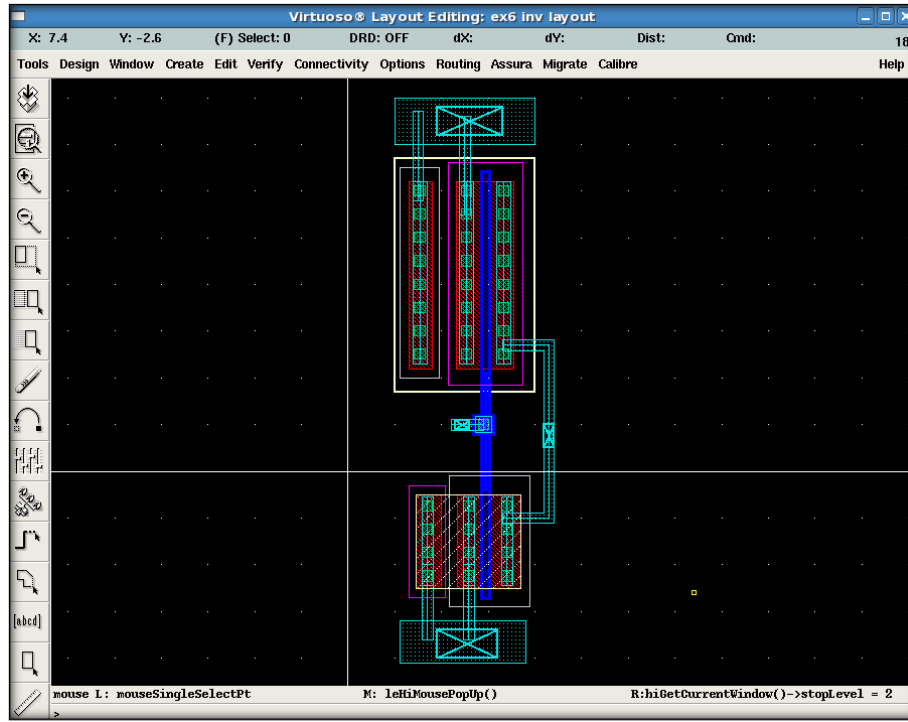 Virtuoso® Layout Editing: ex6 inv layout
X: 7.4 Y: -2.6 (F) Select: 0 DRD: OFF dX: dY: Dist: Cmd: 18
Tools Design Window Create Edit Verify Connectivity Options Routing Assura Migrate Calibre Help
[abcd]
mouse L: mouseSingleSelectPt M: leHiMousePopUp() R:hiGetCurrentWindow()->stopLevel = 2
>